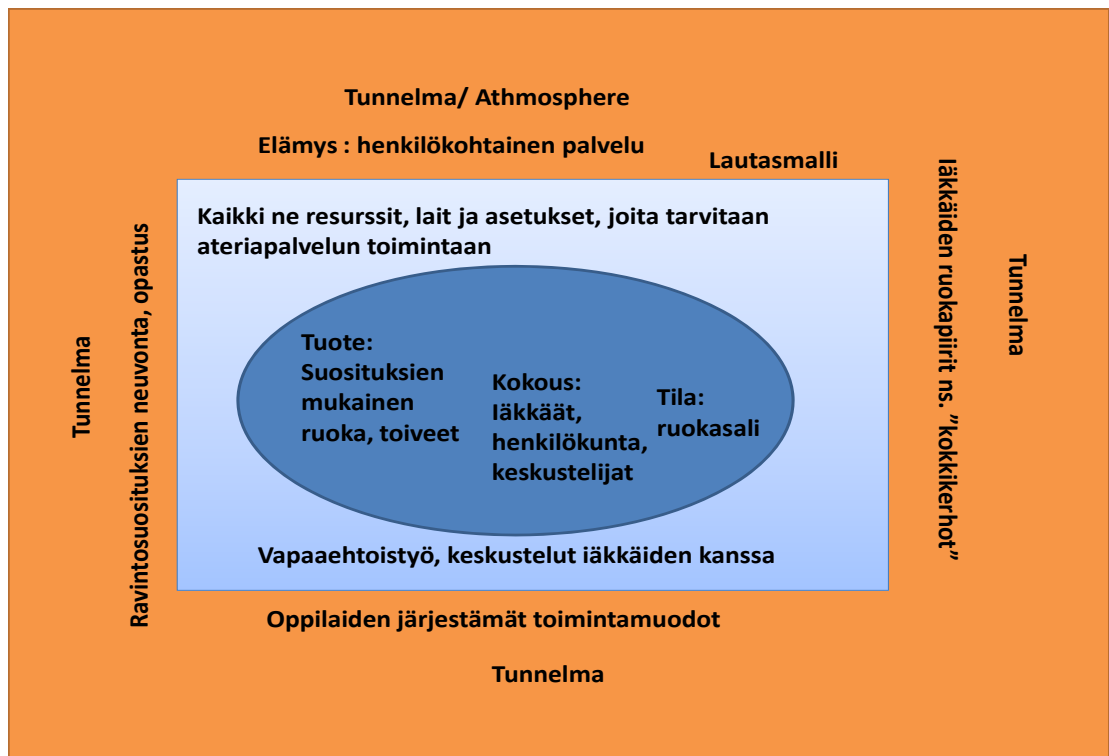 Tunnelma/ Athmosphere
Elämys : henkilökohtainen palvelu
Lautasmalli
Tunnelma
Ravintosuosituksien neuvonta, opastus
Kaikki ne resurssit, lait ja asetukset, joita tarvitaan
ateriapalvelun toimintaan
Tuote:
Suosituksien
mukainen
ruoka, toiveet
Kokous:
Iäkkäät,
henkilökunta,
keskustelijat
Tila:
ruokasali
Vapaaehtoistyö, keskustelut iäkkäiden kanssa
Iäkkäiden ruokapiirit ns. ”kokkikerhot”
Tunnelma
Oppilaiden järjestämät toimintamuodot
Tunnelma